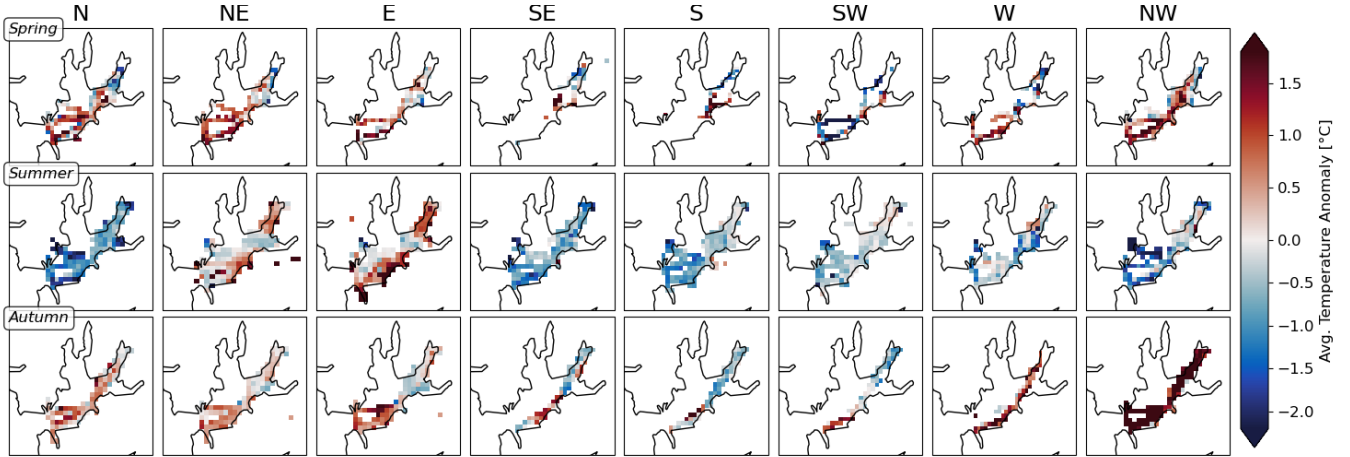 N NE E SE S SW W NW
Spring
Summer
Autumn
1.5
1.0
0.5
0.0
−0.5
−1.0
−1.5
−2.0
Avg. Temperature Anomaly [°C]